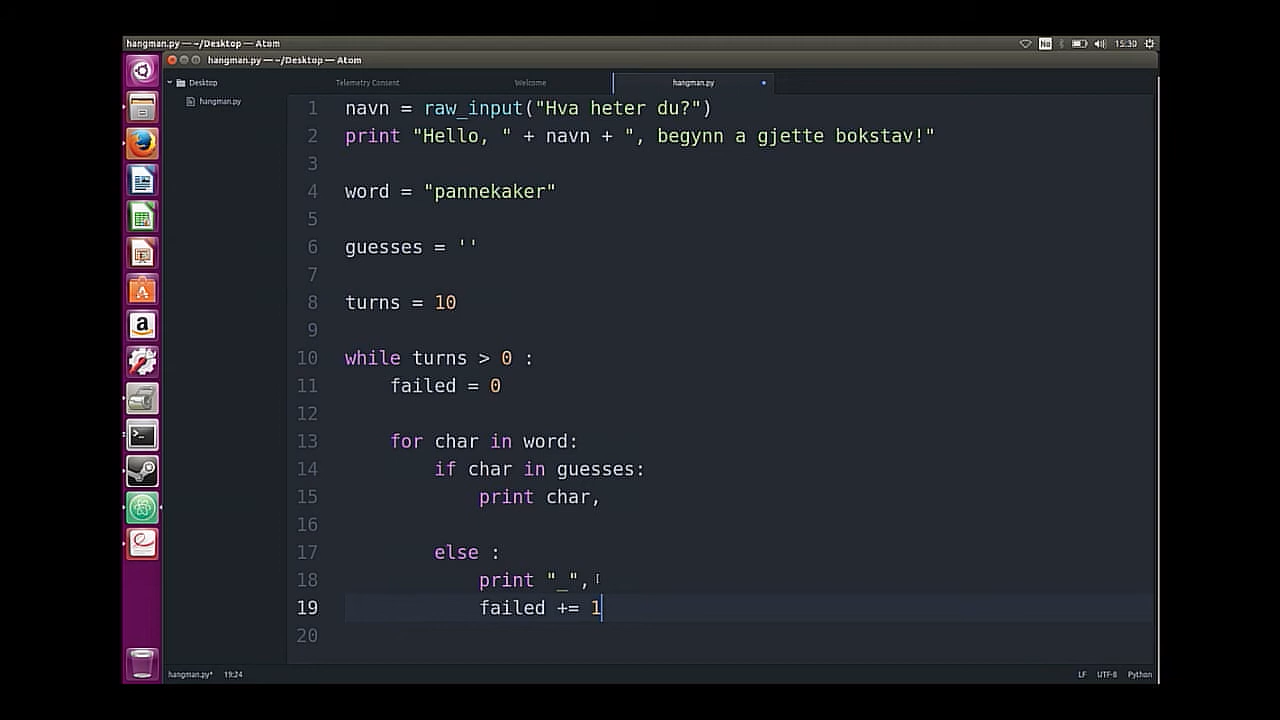 hangman.py — ~/Desktop — Atom
15:30
hangman.py — ~/Desktop — Atom
Desktop
hangman.py
Telemetry Consent
Welcome
hangman.py
1 navn = raw_input("Hva heter du?")
2 print "Hello, " + navn + ", begynn a gjette bokstav!"
3
4 word = "pannekaker"
5
6 guesses = ''
7
8 turns = 10
9
10 while turns > 0 :
11 failed = 0
12
13 for char in word:
14 if char in guesses:
15 print char,
16
17 else :
18 print "_",
19 failed += 1
20
hangman.py* 19:24
LF UTF-8 Python